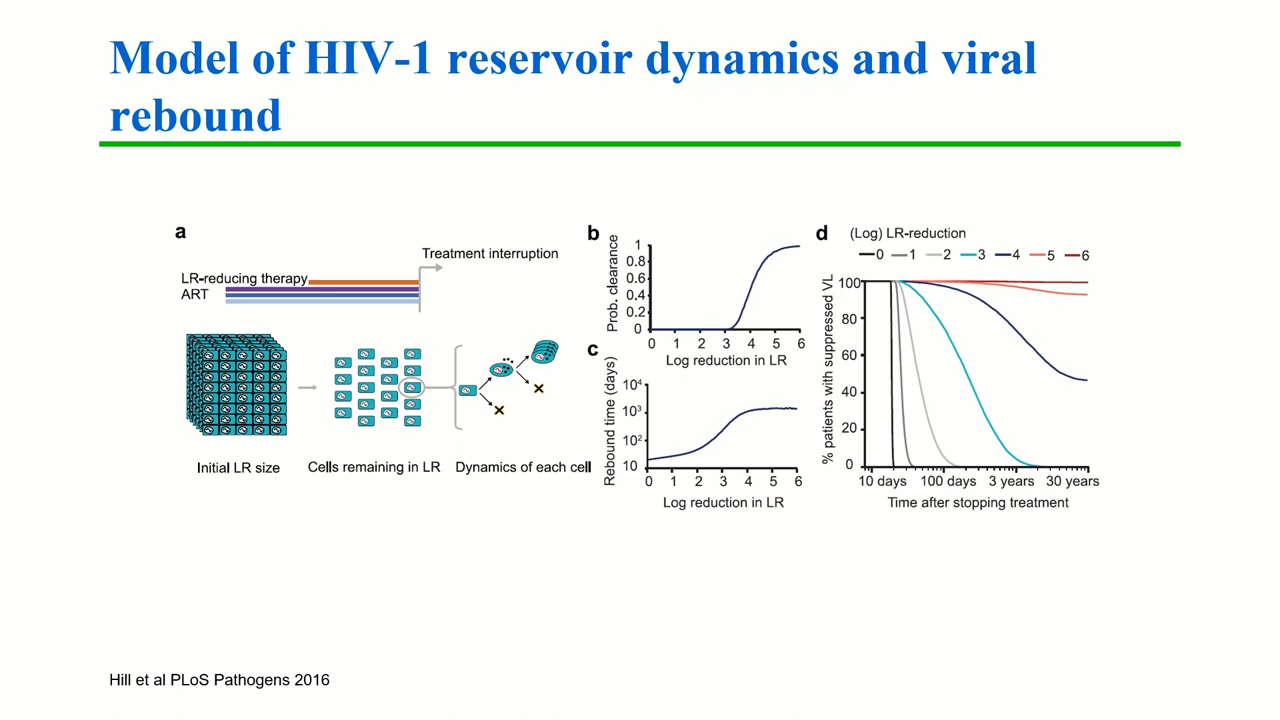 Model of HIV-1 reservoir dynamics and viral
rebound
a
Treatment interruption
LR-reducing therapy
ART
Initial LR size
Cells remaining in LR
Dynamics of each cell
b
Prob. clearance
1
0.8
0.6
0.4
0.2
0
0 1 2 3 4 5 6
Log reduction in LR
c
Rebound time (days)
10⁴
10³
10²
10
0 1 2 3 4 5 6
Log reduction in LR
d
(Log) LR-reduction
0 1 2 3 4 5 6
% patients with suppressed VL
100
80
60
40
20
0
10 days 100 days 3 years 30 years
Time after stopping treatment
Hill et al PLoS Pathogens 2016